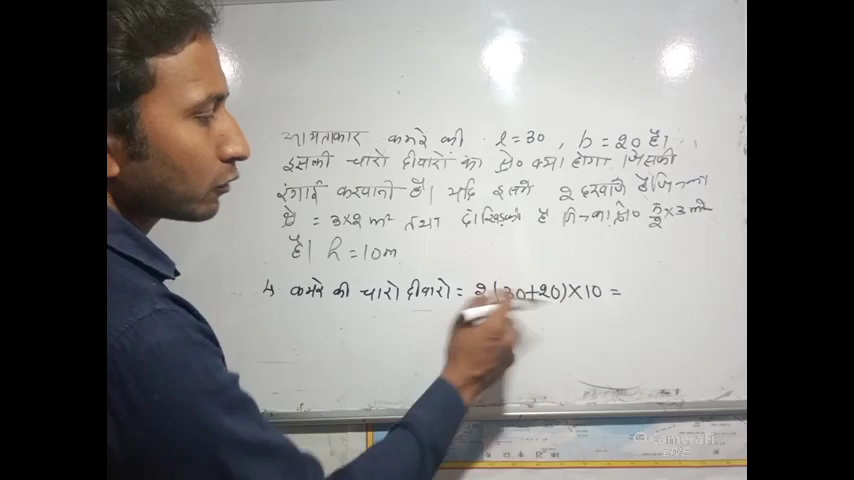 आयताकार कमरे की l = 30 , b = 20 है।
इसकी चारो दीवारों का क्षे० क्या होगा जिसकी
रंगाई करवानी है। यदि इसमें 2 दरवाजे है जिनका
क्षे = 3×2 m² तथा दो खिड़की है जिनका क्षे० 2×3 m²
है। h = 10m
कमरे की चारो दीवारो = 2(30+20)×10 =